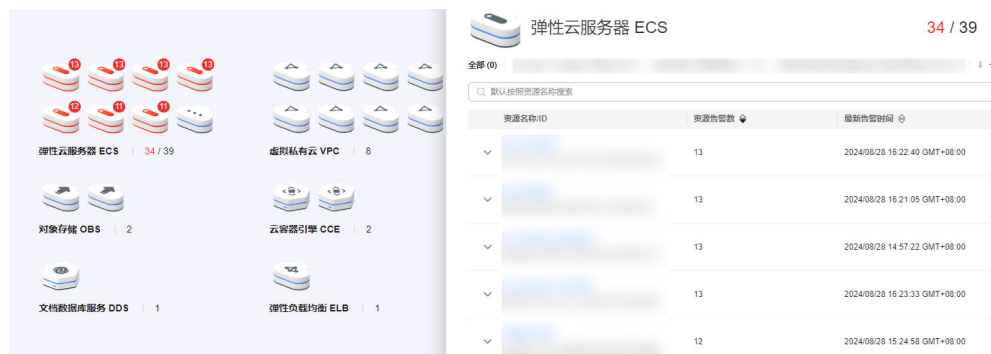 13 13 13 13
12 11 11
弹性云服务器 ECS 34 / 39
虚拟私有云 VPC 8
对象存储 OBS 2
云容器引擎 CCE 2
文档数据库服务 DDS 1
弹性负载均衡 ELB 1
弹性云服务器 ECS 34 / 39
全部 (0)
默认按照资源名称搜索
资源名称/ID 资源告警数 最新告警时间
13 2024/08/28 16:22:40 GMT+08:00
13 2024/08/28 16:21:05 GMT+08:00
13 2024/08/28 14:57:22 GMT+08:00
13 2024/08/28 16:23:33 GMT+08:00
12 2024/08/28 15:24:58 GMT+08:00